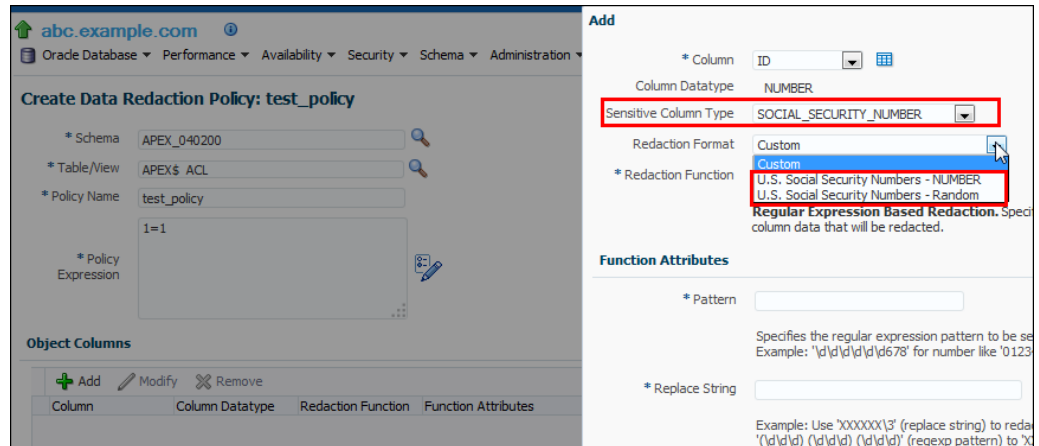 abc.example.com
Oracle Database Performance Availability Security Schema Administration
Create Data Redaction Policy: test_policy
* Schema APEX_040200
* Table/View APEX$_ACL
* Policy Name test_policy
* Policy Expression 1=1
Object Columns
Add Modify Remove
Column Column Datatype Redaction Function Function Attributes
Add
* Column ID
Column Datatype NUMBER
Sensitive Column Type SOCIAL_SECURITY_NUMBER
Redaction Format Custom
Custom
* Redaction Function U.S. Social Security Numbers - NUMBER
U.S. Social Security Numbers - Random
Regular Expression Based Redaction. Speci
column data that will be redacted.
Function Attributes
* Pattern
Specifies the regular expression pattern to be se
Example: '\d\d\d\d\d\d678' for number like '0123
* Replace String
Example: Use 'XXXXXX\3' (replace string) to reda
'(\d\d\d) (\d\d\d) (\d\d\d)' (regexp pattern) to 'X